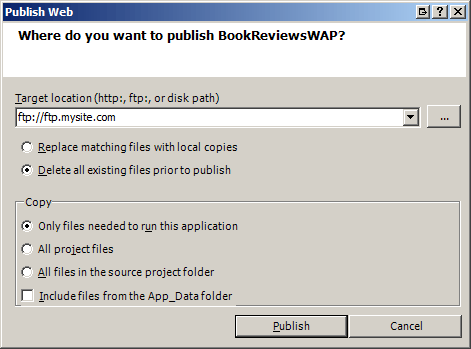 Publish Web
Where do you want to publish BookReviewsWAP?
Target location (http:, ftp:, or disk path)
ftp://ftp.mysite.com
...
Replace matching files with local copies
Delete all existing files prior to publish
Copy
Only files needed to run this application
All project files
All files in the source project folder
Include files from the App_Data folder
Publish
Cancel